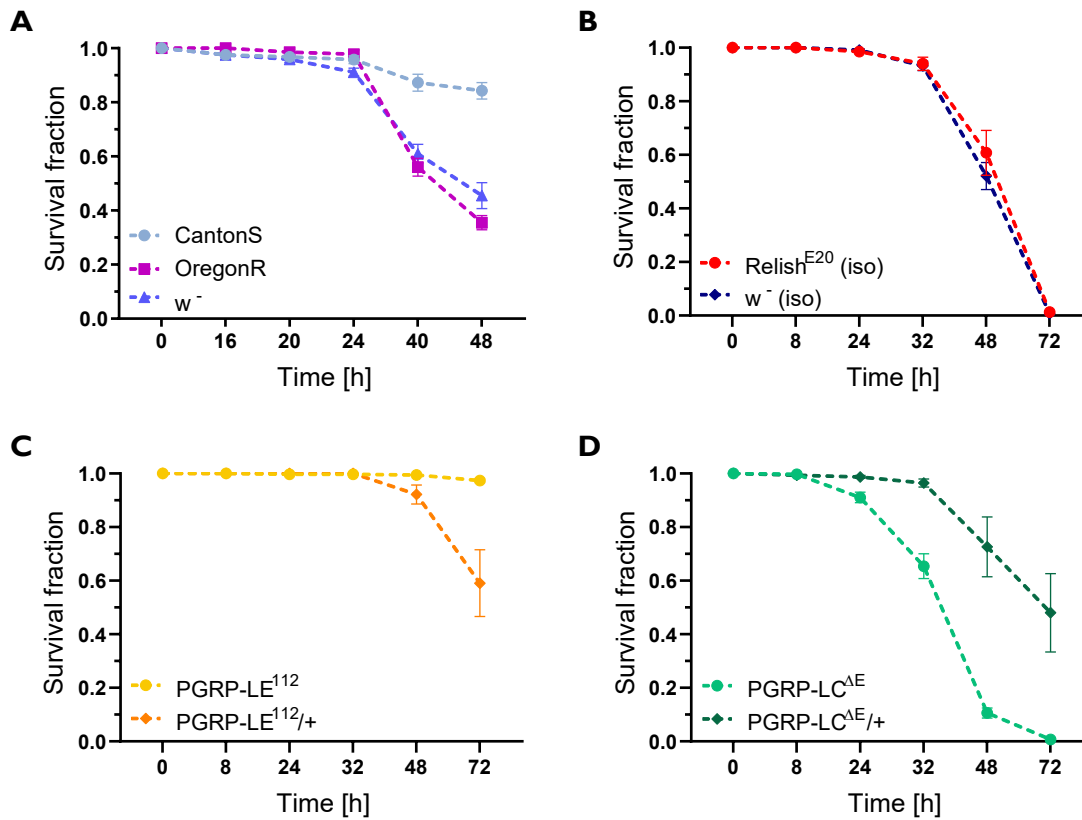 A
Survival fraction
1.0
0.8
0.6
0.4
0.2
0.0
CantonS
OregonR
w -
0 16 20 24 40 48
Time [h]
B
Survival fraction
1.0
0.8
0.6
0.4
0.2
0.0
Relish^E20 (iso)
w - (iso)
0 8 24 32 48 72
Time [h]
C
Survival fraction
1.0
0.8
0.6
0.4
0.2
0.0
PGRP-LE^112
PGRP-LE^112/+
0 8 24 32 48 72
Time [h]
D
Survival fraction
1.0
0.8
0.6
0.4
0.2
0.0
PGRP-LC^ΔE
PGRP-LC^ΔE/+
0 8 24 32 48 72
Time [h]